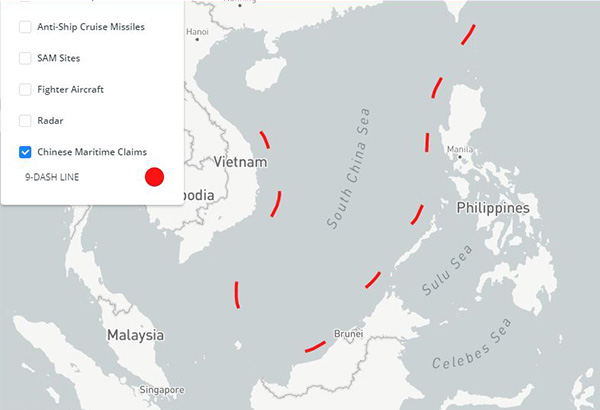 Anti-Ship Cruise Missiles
Hanoi
SAM Sites
Fighter Aircraft
Radar
Chinese Maritime Claims
9-DASH LINE
South China Sea
Manila
Vietnam
bodia
Philippines
Sulu Sea
Malaysia
Brunei
Celebes Sea
Singapore